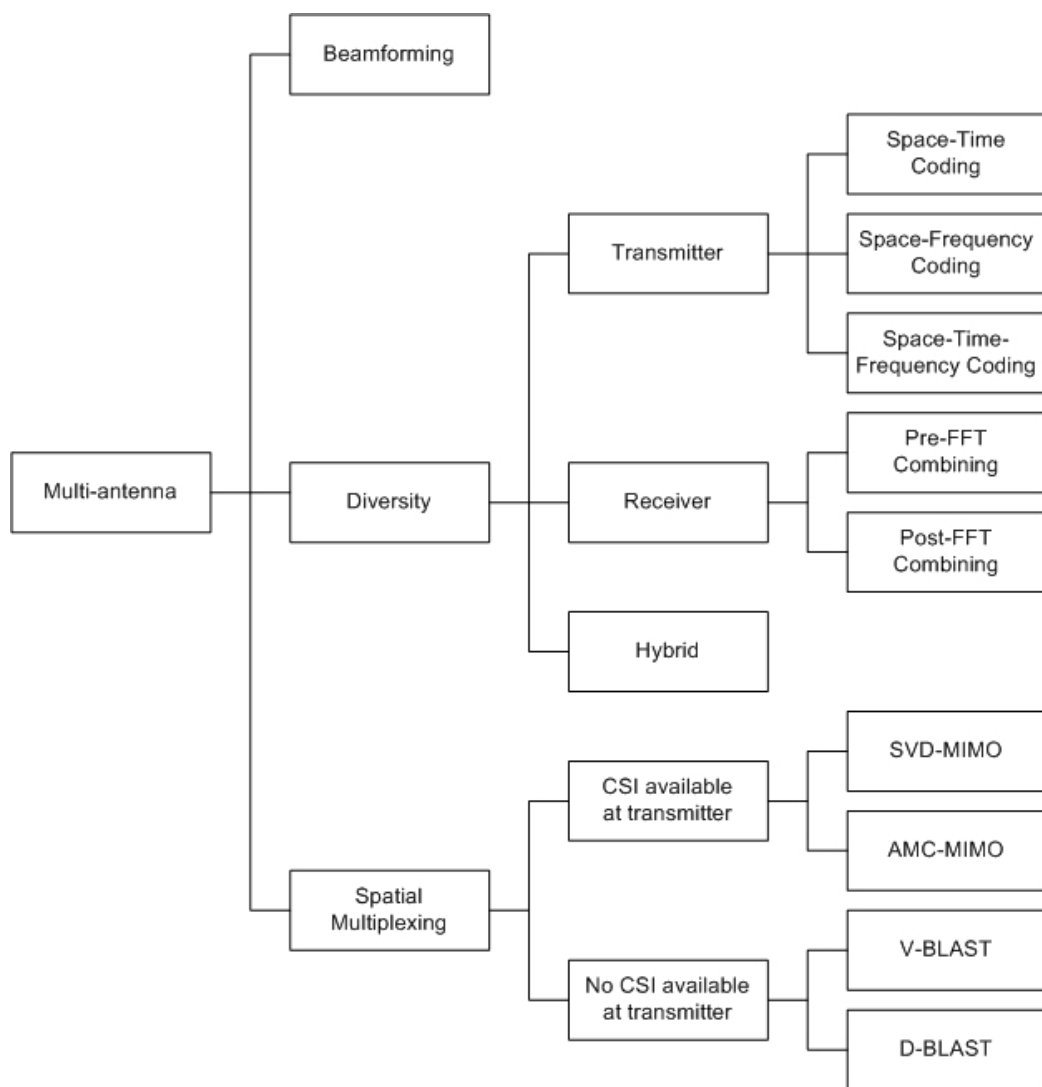 Beamforming
Space-Time
Coding
Transmitter
Space-Frequency
Coding
Space-Time-
Frequency Coding
Multi-antenna
Diversity
Receiver
Pre-FFT
Combining
Post-FFT
Combining
Hybrid
CSI available
at transmitter
SVD-MIMO
AMC-MIMO
Spatial
Multiplexing
No CSI available
at transmitter
V-BLAST
D-BLAST